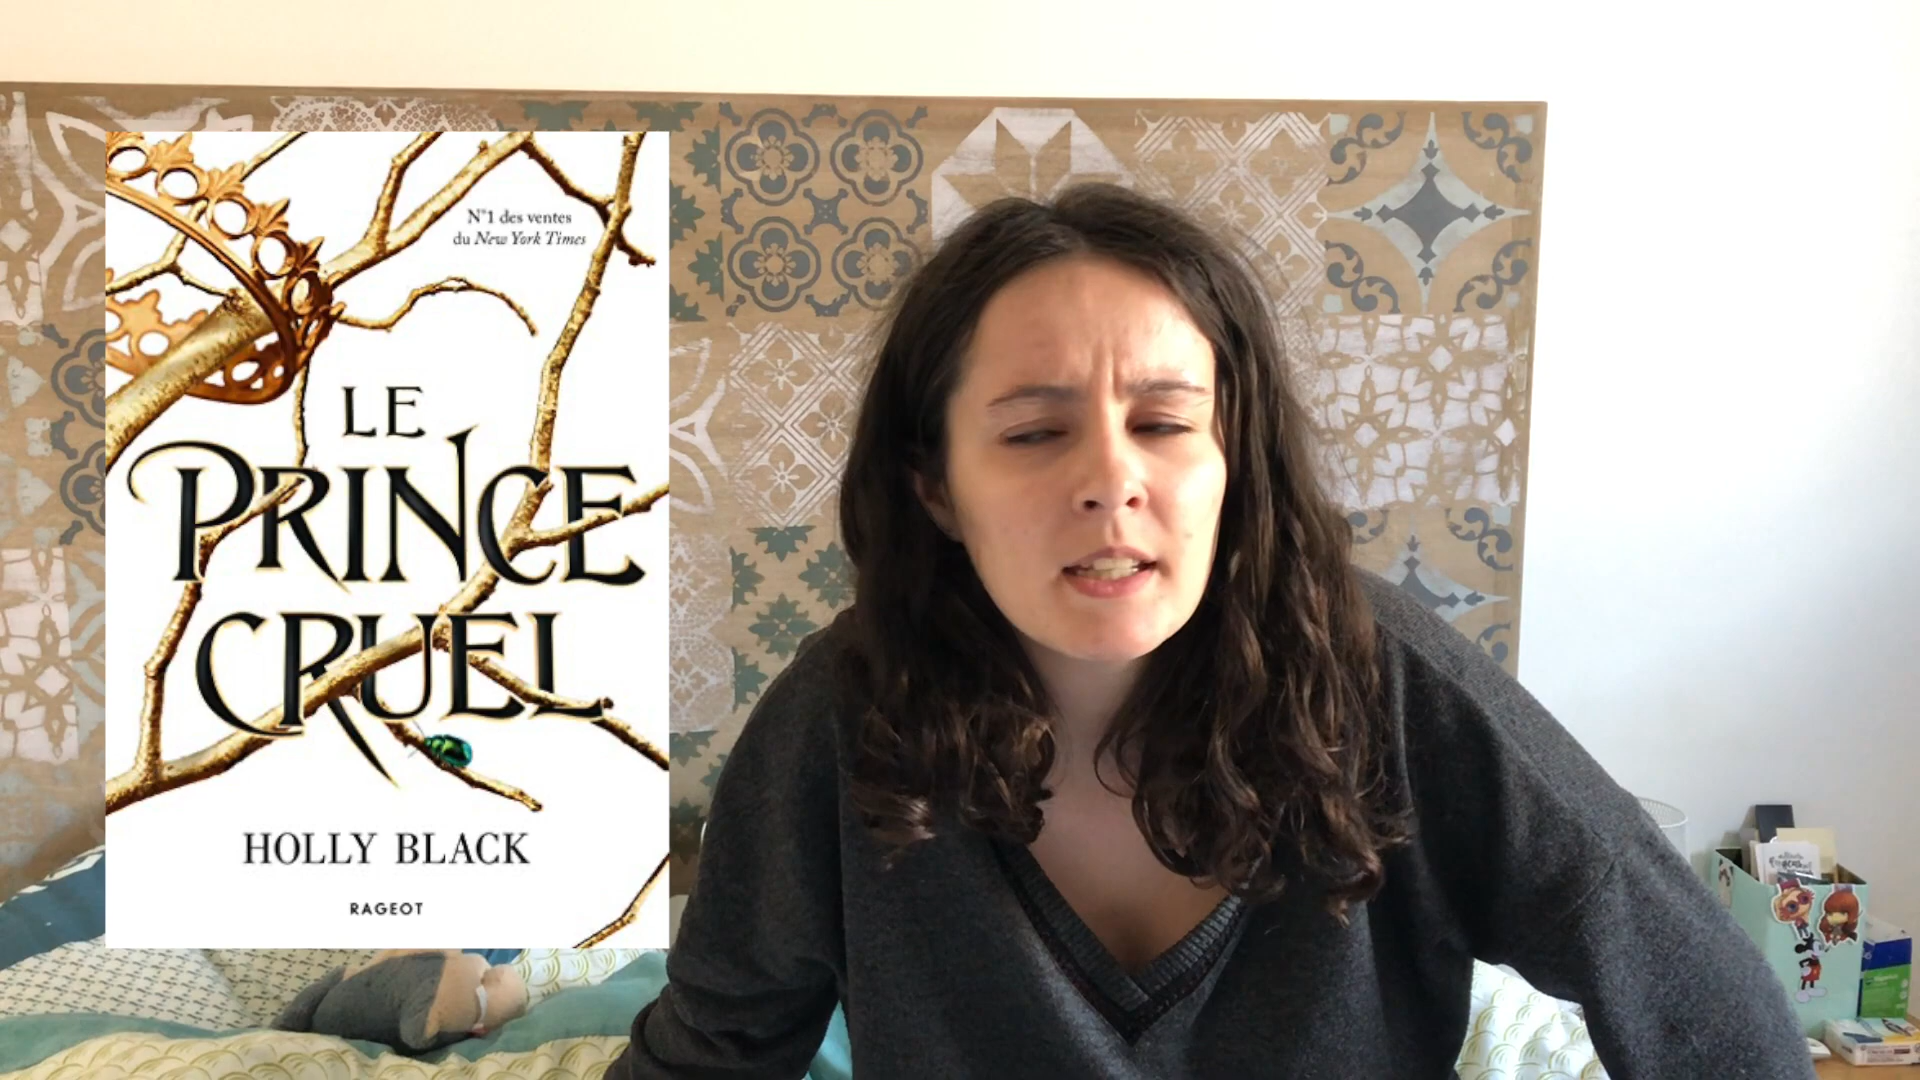 N°1 des ventes
du New York Times
LE
PRINCE
CRUEL
HOLLY BLACK
RAGEOT